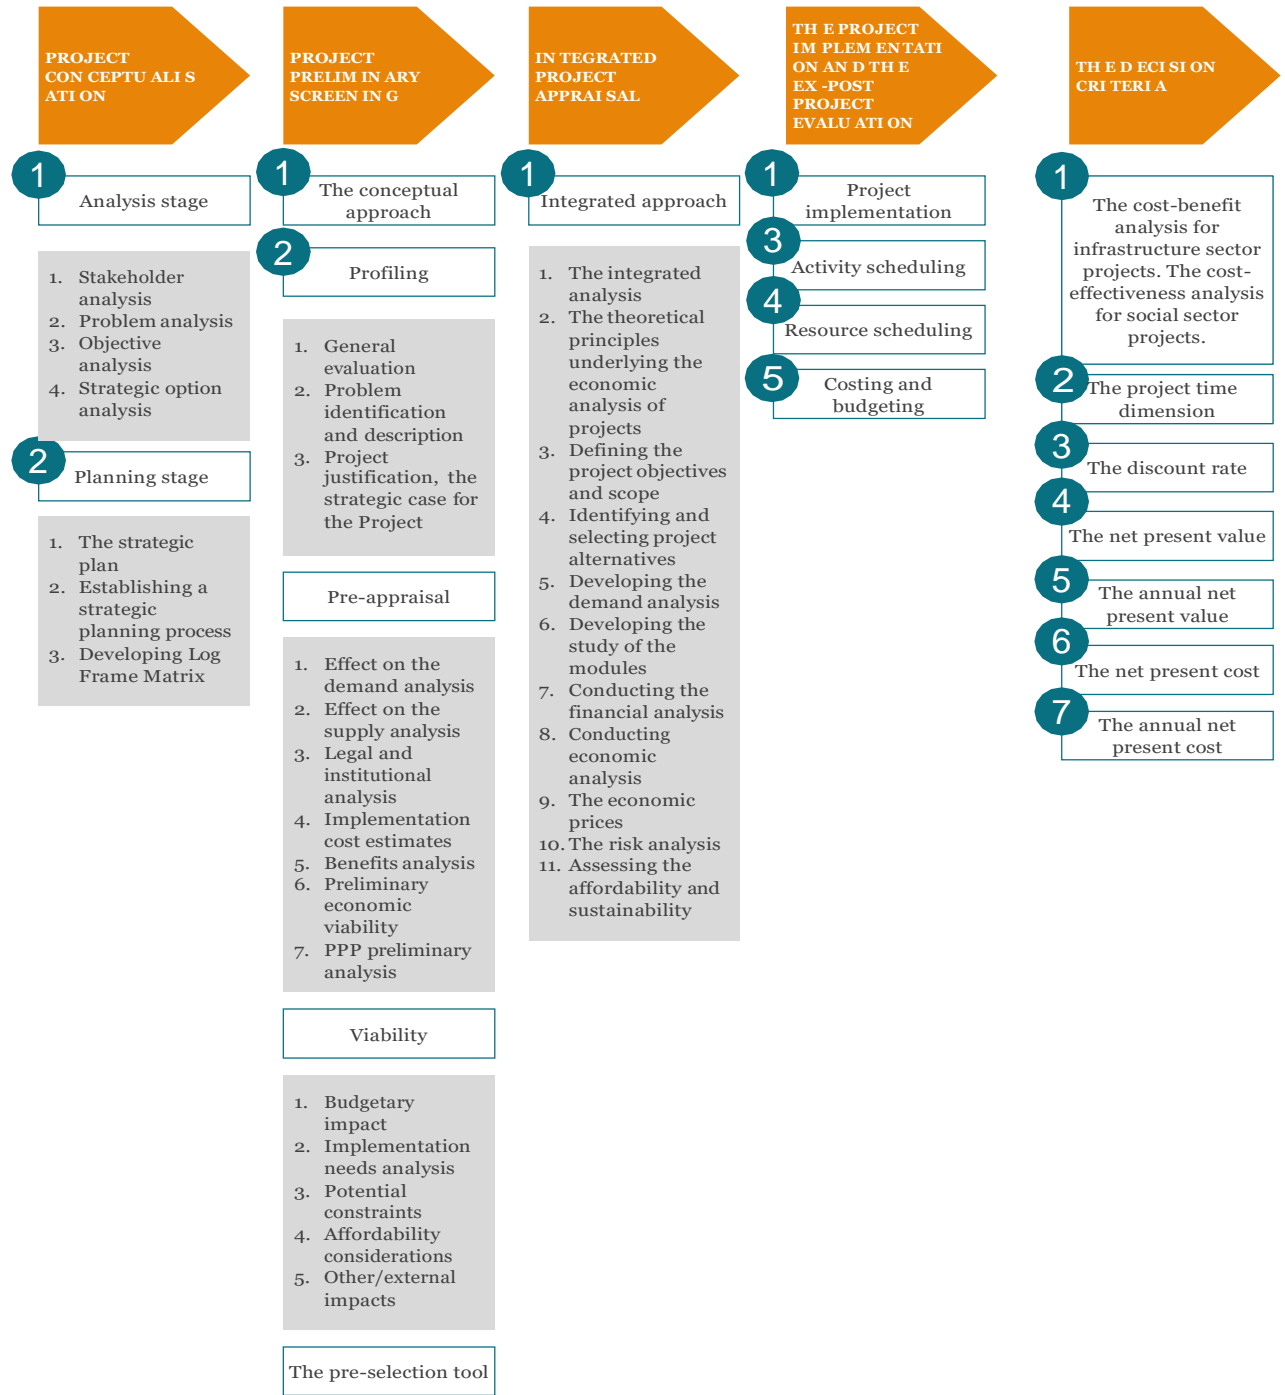 PROJECT
CON CEPTU ALI S
ATI ON
1
Analysis stage
1. Stakeholder
analysis
2. Problem analysis
3. Objective
analysis
4. Strategic option
analysis
2
Planning stage
1. The strategic
plan
2. Establishing a
strategic
planning process
3. Developing Log
Frame Matrix
PROJECT
PRELIM IN ARY
SCREEN IN G
1
The conceptual
approach
2
Profiling
1. General
evaluation
2. Problem
identification
and description
3. Project
justification, the
strategic case for
the Project
Pre-appraisal
1. Effect on the
demand analysis
2. Effect on the
supply analysis
3. Legal and
institutional
analysis
4. Implementation
cost estimates
5. Benefits analysis
6. Preliminary
economic
viability
7. PPP preliminary
analysis
Viability
1. Budgetary
impact
2. Implementation
needs analysis
3. Potential
constraints
4. Affordability
considerations
5. Other/external
impacts
The pre-selection tool
IN TEGRATED
PROJECT
APPRAI SAL
1
Integrated approach
1. The integrated
analysis
2. The theoretical
principles
underlying the
economic
analysis of
projects
3. Defining the
project objectives
and scope
4. Identifying and
selecting project
alternatives
5. Developing the
demand analysis
6. Developing the
study of the
modules
7. Conducting the
financial analysis
8. Conducting
economic
analysis
9. The economic
prices
10. The risk analysis
11. Assessing the
affordability and
sustainability
TH E PROJECT
IM PLEM EN TATI
ON AN D TH E
EX -POST
PROJECT
EVALU ATI ON
1
Project
implementation
3
Activity scheduling
4
Resource scheduling
5
Costing and
budgeting
TH E D ECI SI ON
CRI TERI A
1
The cost-benefit
analysis for
infrastructure sector
projects. The cost-
effectiveness analysis
for social sector
projects.
2
The project time
dimension
3
The discount rate
4
The net present value
5
The annual net
present value
6
The net present cost
7
The annual net
present cost